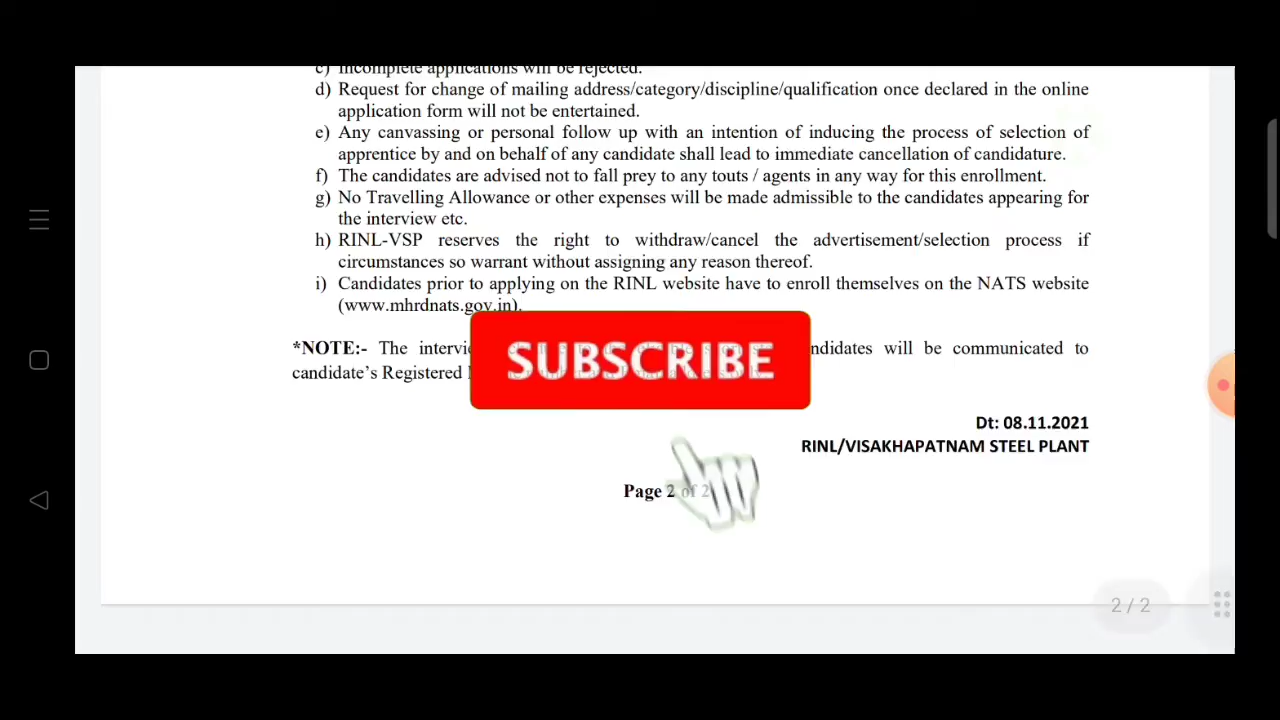 c) Incomplete applications will be rejected.
d) Request for change of mailing address/category/discipline/qualification once declared in the online
application form will not be entertained.
e) Any canvassing or personal follow up with an intention of inducing the process of selection of
apprentice by and on behalf of any candidate shall lead to immediate cancellation of candidature.
f) The candidates are advised not to fall prey to any touts / agents in any way for this enrollment.
g) No Travelling Allowance or other expenses will be made admissible to the candidates appearing for
the interview etc.
h) RINL-VSP reserves the right to withdraw/cancel the advertisement/selection process if
circumstances so warrant without assigning any reason thereof.
i) Candidates prior to applying on the RINL website have to enroll themselves on the NATS website
(www.mhrdnats.gov.in).
*NOTE:- The candidates will be communicated to
SUBSCRIBE
candidate's Registered
Dt: 08.11.2021
RINL/VISAKHAPATNAM STEEL PLANT
Page 2 of 2
2 / 2